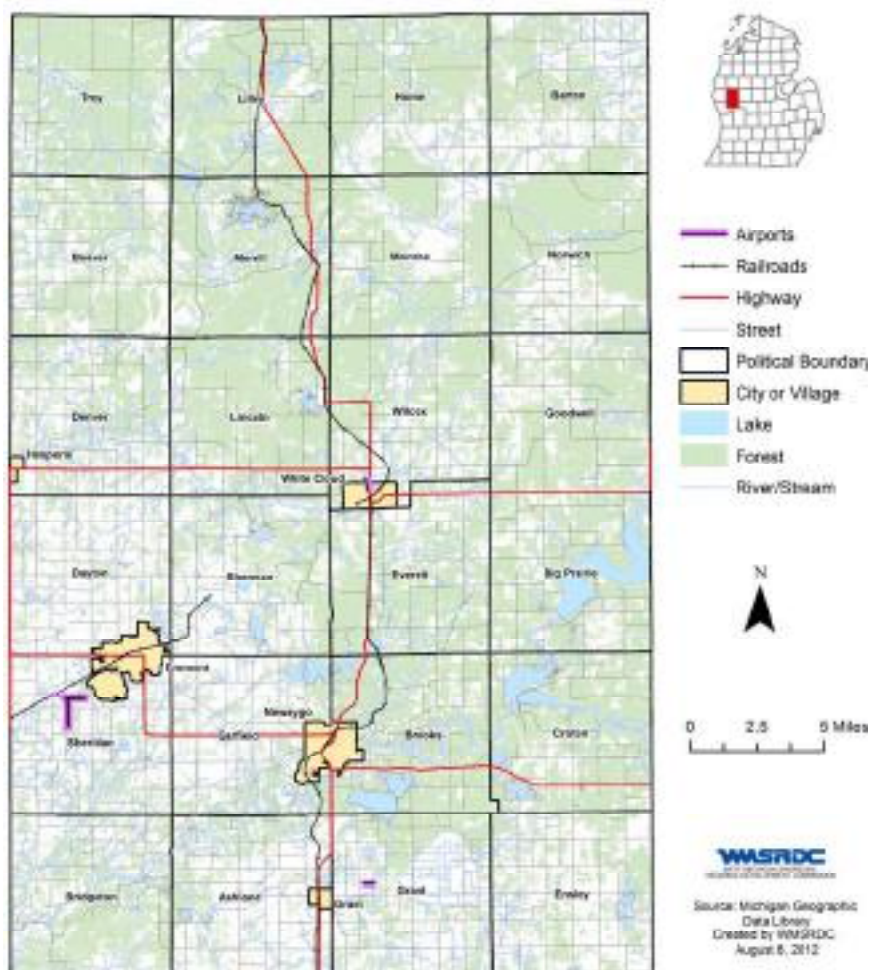 Troy
Lilley
Home
Barton
Beaver
Merrill
Monroe
Norwich
Denver
Lincoln
Wilcox
Goodwell
Hesperia
White Cloud
Dayton
Sherman
Everett
Big Prairie
Fremont
Newaygo
Sheridan
Garfield
Brooks
Croton
Bridgeton
Ashland
Grant
Grant
Ensley
Airports
Railroads
Highway
Street
Political Boundary
City or Village
Lake
Forest
River/Stream
N
0 2.5 5 Miles
WMSRDC
Source: Michigan Geographic
Data Library
Created by WMSRDC
August 8, 2012